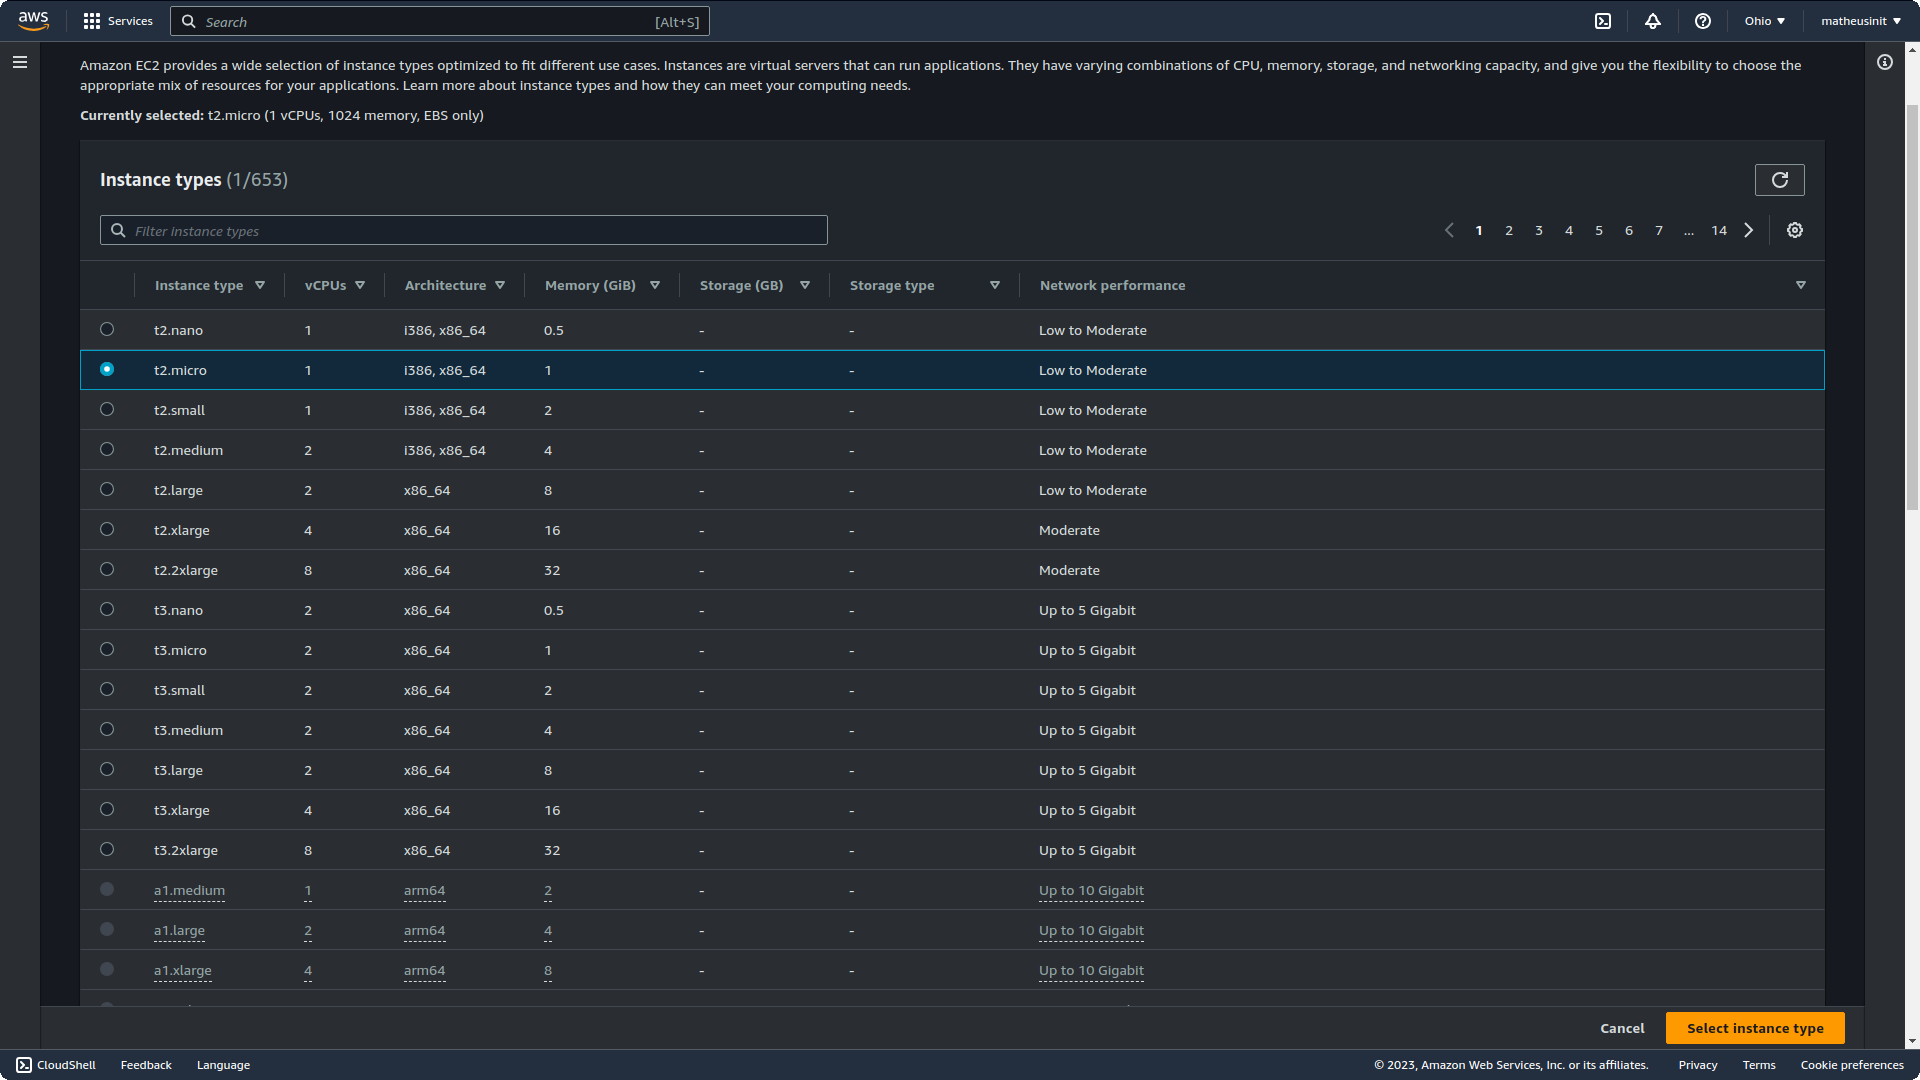 aws Services Search [Alt+S] Ohio matheusinit
Amazon EC2 provides a wide selection of instance types optimized to fit different use cases. Instances are virtual servers that can run applications. They have varying combinations of CPU, memory, storage, and networking capacity, and give you the flexibility to choose the
appropriate mix of resources for your applications. Learn more about instance types and how they can meet your computing needs.
Currently selected: t2.micro (1 vCPUs, 1024 memory, EBS only)
Instance types (1/653)
Filter instance types 1 2 3 4 5 6 7 ... 14
Instance type vCPUs Architecture Memory (GiB) Storage (GB) Storage type Network performance
t2.nano 1 i386, x86_64 0.5 - - Low to Moderate
t2.micro 1 i386, x86_64 1 - - Low to Moderate
t2.small 1 i386, x86_64 2 - - Low to Moderate
t2.medium 2 i386, x86_64 4 - - Low to Moderate
t2.large 2 x86_64 8 - - Low to Moderate
t2.xlarge 4 x86_64 16 - - Moderate
t2.2xlarge 8 x86_64 32 - - Moderate
t3.nano 2 x86_64 0.5 - - Up to 5 Gigabit
t3.micro 2 x86_64 1 - - Up to 5 Gigabit
t3.small 2 x86_64 2 - - Up to 5 Gigabit
t3.medium 2 x86_64 4 - - Up to 5 Gigabit
t3.large 2 x86_64 8 - - Up to 5 Gigabit
t3.xlarge 4 x86_64 16 - - Up to 5 Gigabit
t3.2xlarge 8 x86_64 32 - - Up to 5 Gigabit
a1.medium 1 arm64 2 - - Up to 10 Gigabit
a1.large 2 arm64 4 - - Up to 10 Gigabit
a1.xlarge 4 arm64 8 - - Up to 10 Gigabit
Cancel Select instance type
CloudShell Feedback Language © 2023, Amazon Web Services, Inc. or its affiliates. Privacy Terms Cookie preferences